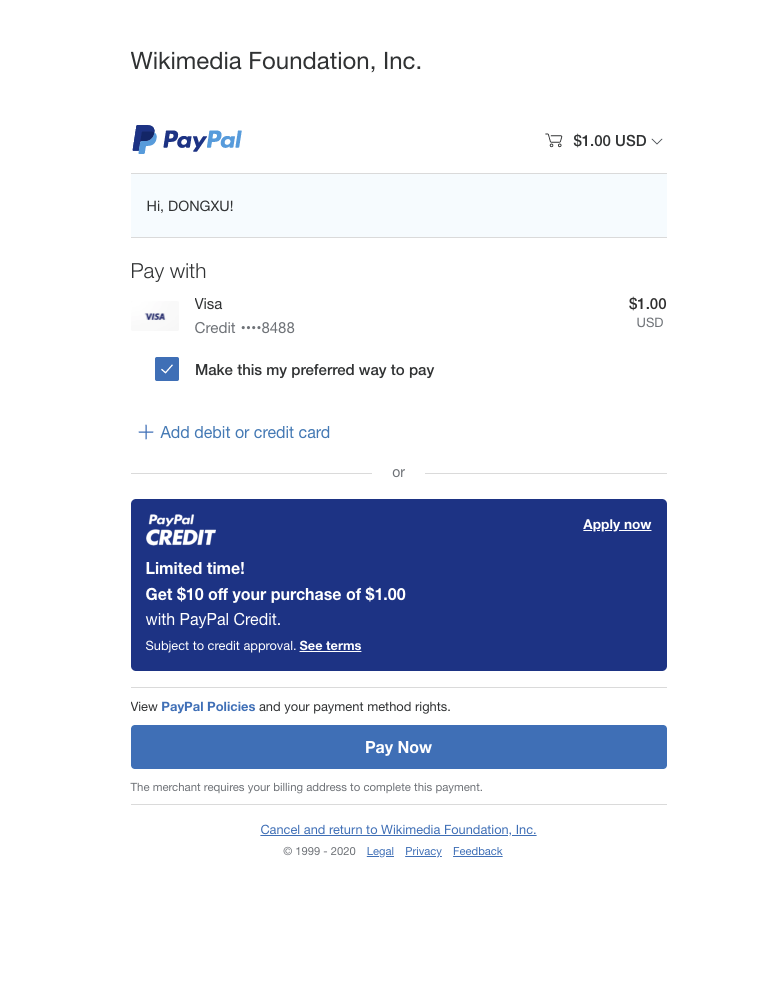 Wikimedia Foundation, Inc.
PayPal
$1.00 USD
Hi, DONGXU!
Pay with
VISA
Visa
$1.00
Credit ••••8488
USD
Make this my preferred way to pay
Add debit or credit card
or
PayPal
CREDIT
Apply now
Limited time!
Get $10 off your purchase of $1.00
with PayPal Credit.
Subject to credit approval. See terms
View PayPal Policies and your payment method rights.
Pay Now
The merchant requires your billing address to complete this payment.
Cancel and return to Wikimedia Foundation, Inc.
© 1999 - 2020 Legal Privacy Feedback